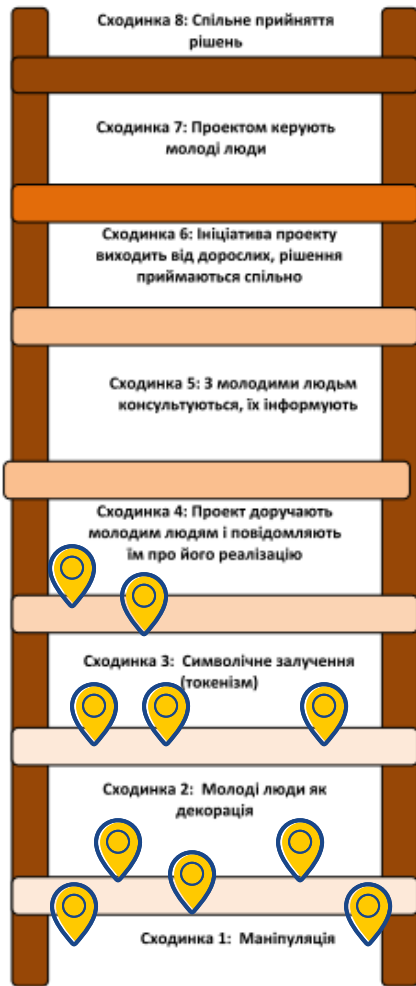 Сходинка 8: Спільне прийняття
рішень
Сходинка 7: Проектом керують
молоді люди
Сходинка 6: Ініціатива проекту
виходить від дорослих, рішення
приймаються спільно
Сходинка 5: З молодими людьм
консультуються, їх інформують
Сходинка 4: Проект доручають
молодим людям і повідомляють
їм про його реалізацію
Сходинка 3: Символічне залучення
(токенізм)
Сходинка 2: Молоді люди як
декорація
Сходинка 1: Маніпуляція